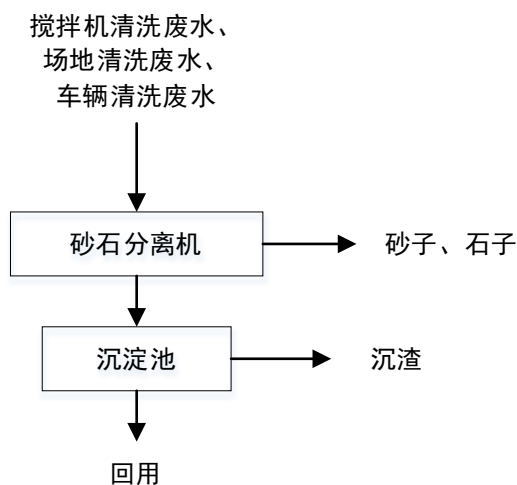 搅拌机清洗废水、
场地清洗废水、
车辆清洗废水
砂石分离机
砂子、石子
沉淀池
沉渣
回用